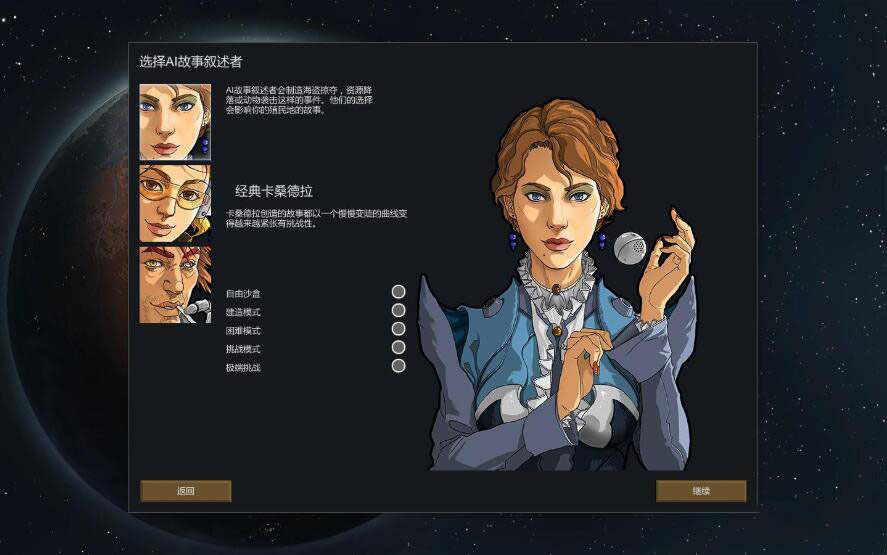 选择AI故事叙述者
AI故事叙述者会制造海盗掠夺，资源降
落或动物袭击这样的事件。他们的选择
会影响你的殖民地的故事。
经典卡桑德拉
卡桑德拉创造的故事都以一个慢慢变陡的曲线变
得越来越紧张有挑战性。
自由沙盒
建造模式
困难模式
挑战模式
极端挑战
返回
继续